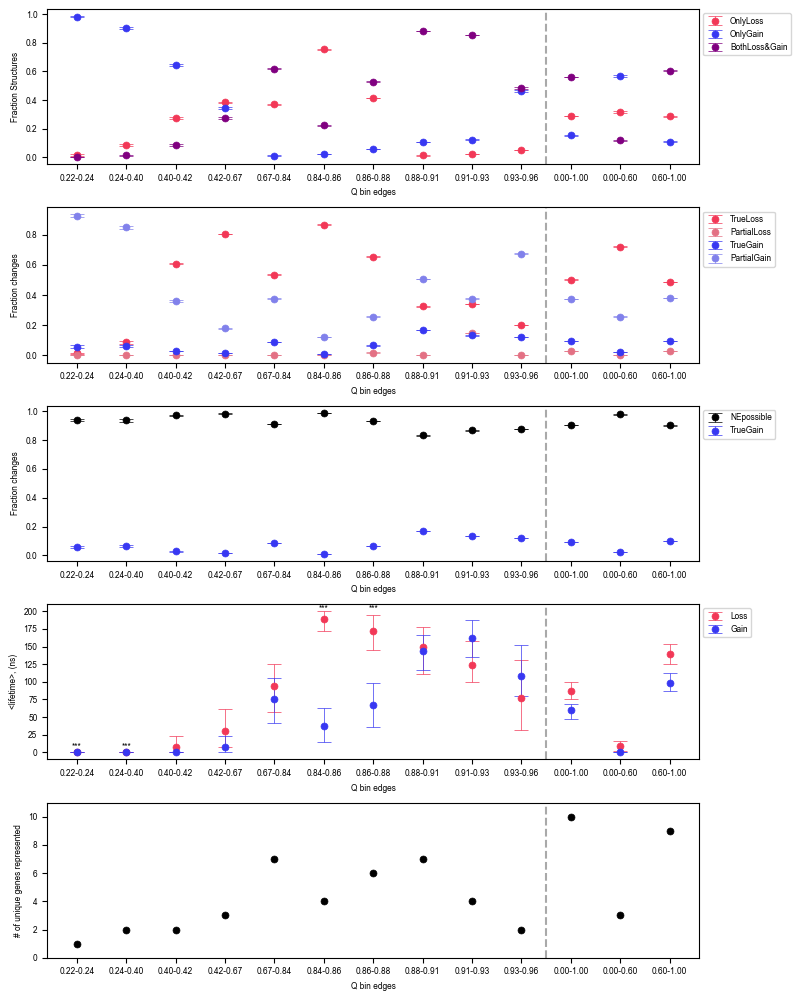 1.0
0.8
0.6
0.4
0.2
0.0
Fraction Structures
OnlyLoss
OnlyGain
BothLoss&Gain
0.22-0.24 0.24-0.40 0.40-0.42 0.42-0.67 0.67-0.84 0.84-0.86 0.86-0.88 0.88-0.91 0.91-0.93 0.93-0.96 0.00-1.00 0.00-0.60 0.60-1.00
Q bin edges
0.8
0.6
0.4
0.2
0.0
Fraction changes
TrueLoss
PartialLoss
TrueGain
PartialGain
0.22-0.24 0.24-0.40 0.40-0.42 0.42-0.67 0.67-0.84 0.84-0.86 0.86-0.88 0.88-0.91 0.91-0.93 0.93-0.96 0.00-1.00 0.00-0.60 0.60-1.00
Q bin edges
1.0
0.8
0.6
0.4
0.2
0.0
Fraction changes
NEpossible
TrueGain
0.22-0.24 0.24-0.40 0.40-0.42 0.42-0.67 0.67-0.84 0.84-0.86 0.86-0.88 0.88-0.91 0.91-0.93 0.93-0.96 0.00-1.00 0.00-0.60 0.60-1.00
Q bin edges
200
175
150
125
100
75
50
25
0
<lifetime>, (ns)
*** *** *** ***
Loss
Gain
0.22-0.24 0.24-0.40 0.40-0.42 0.42-0.67 0.67-0.84 0.84-0.86 0.86-0.88 0.88-0.91 0.91-0.93 0.93-0.96 0.00-1.00 0.00-0.60 0.60-1.00
Q bin edges
10
8
6
4
2
0
# of unique genes represented
0.22-0.24 0.24-0.40 0.40-0.42 0.42-0.67 0.67-0.84 0.84-0.86 0.86-0.88 0.88-0.91 0.91-0.93 0.93-0.96 0.00-1.00 0.00-0.60 0.60-1.00
Q bin edges